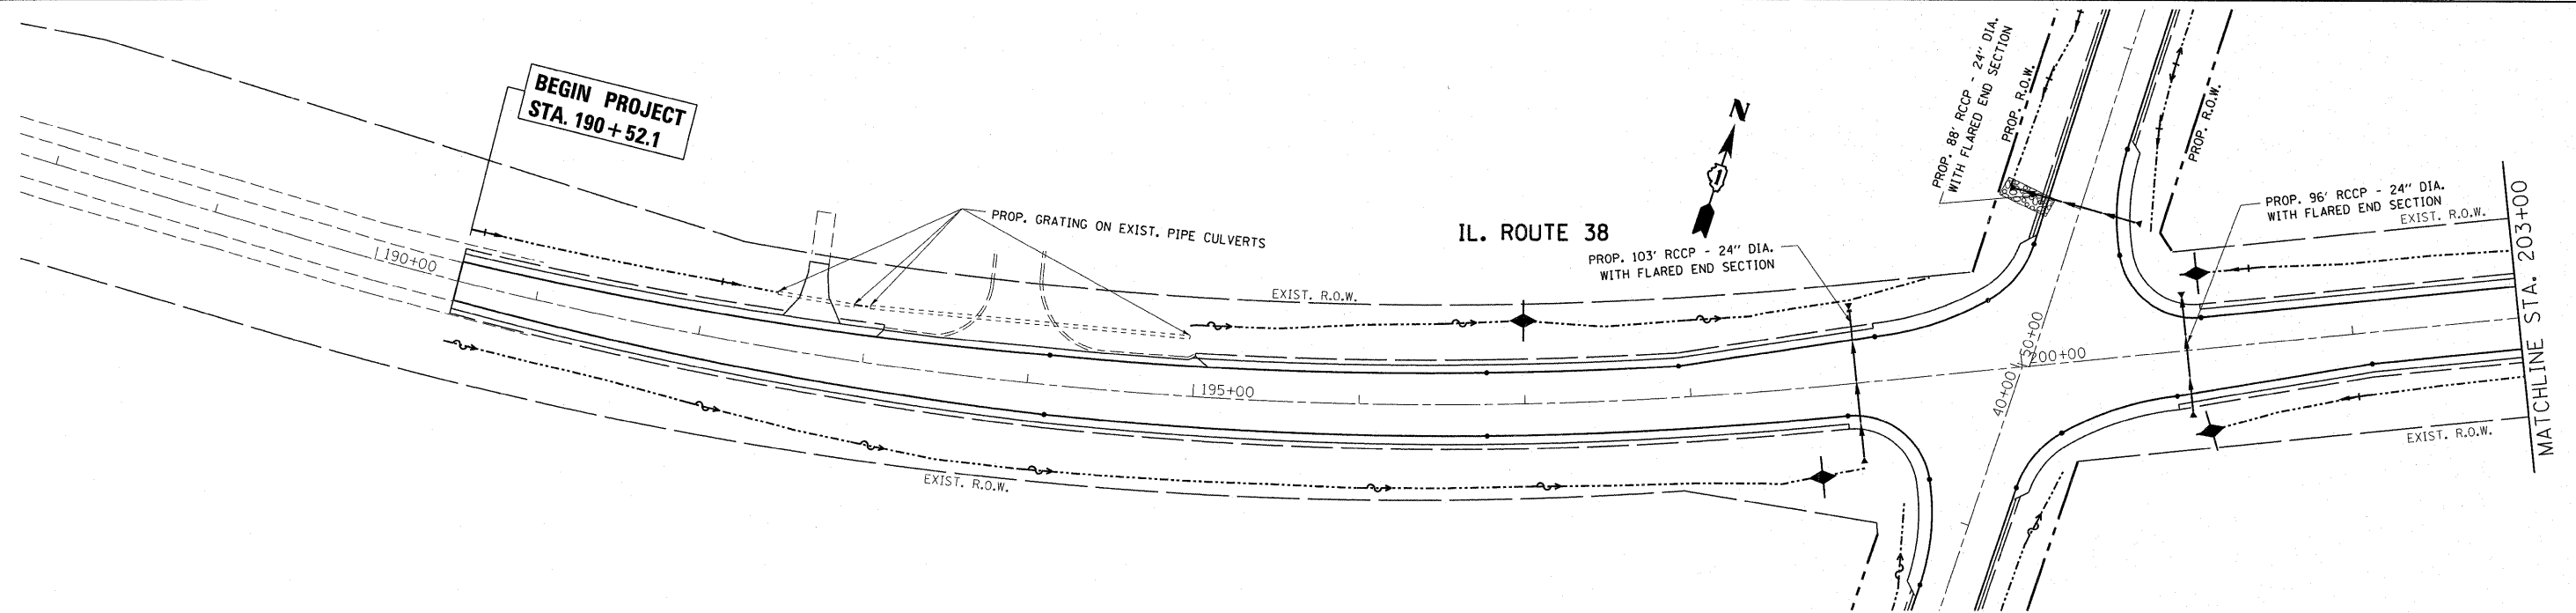 BEGIN PROJECT
STA. 190+52.1
190+00
PROP. GRATING ON EXIST. PIPE CULVERTS
EXIST. R.O.W.
195+00
EXIST. R.O.W.
IL. ROUTE 38
N
1
PROP. 103' RCCP - 24" DIA.
WITH FLARED END SECTION
PROP. 88' RCCP - 24" DIA.
WITH FLARED END SECTION
PROP. R.O.W.
PROP. R.O.W.
40+00
50+00
200+00
PROP. 96' RCCP - 24" DIA.
WITH FLARED END SECTION
EXIST. R.O.W.
EXIST. R.O.W.
MATCHLINE STA. 203+00